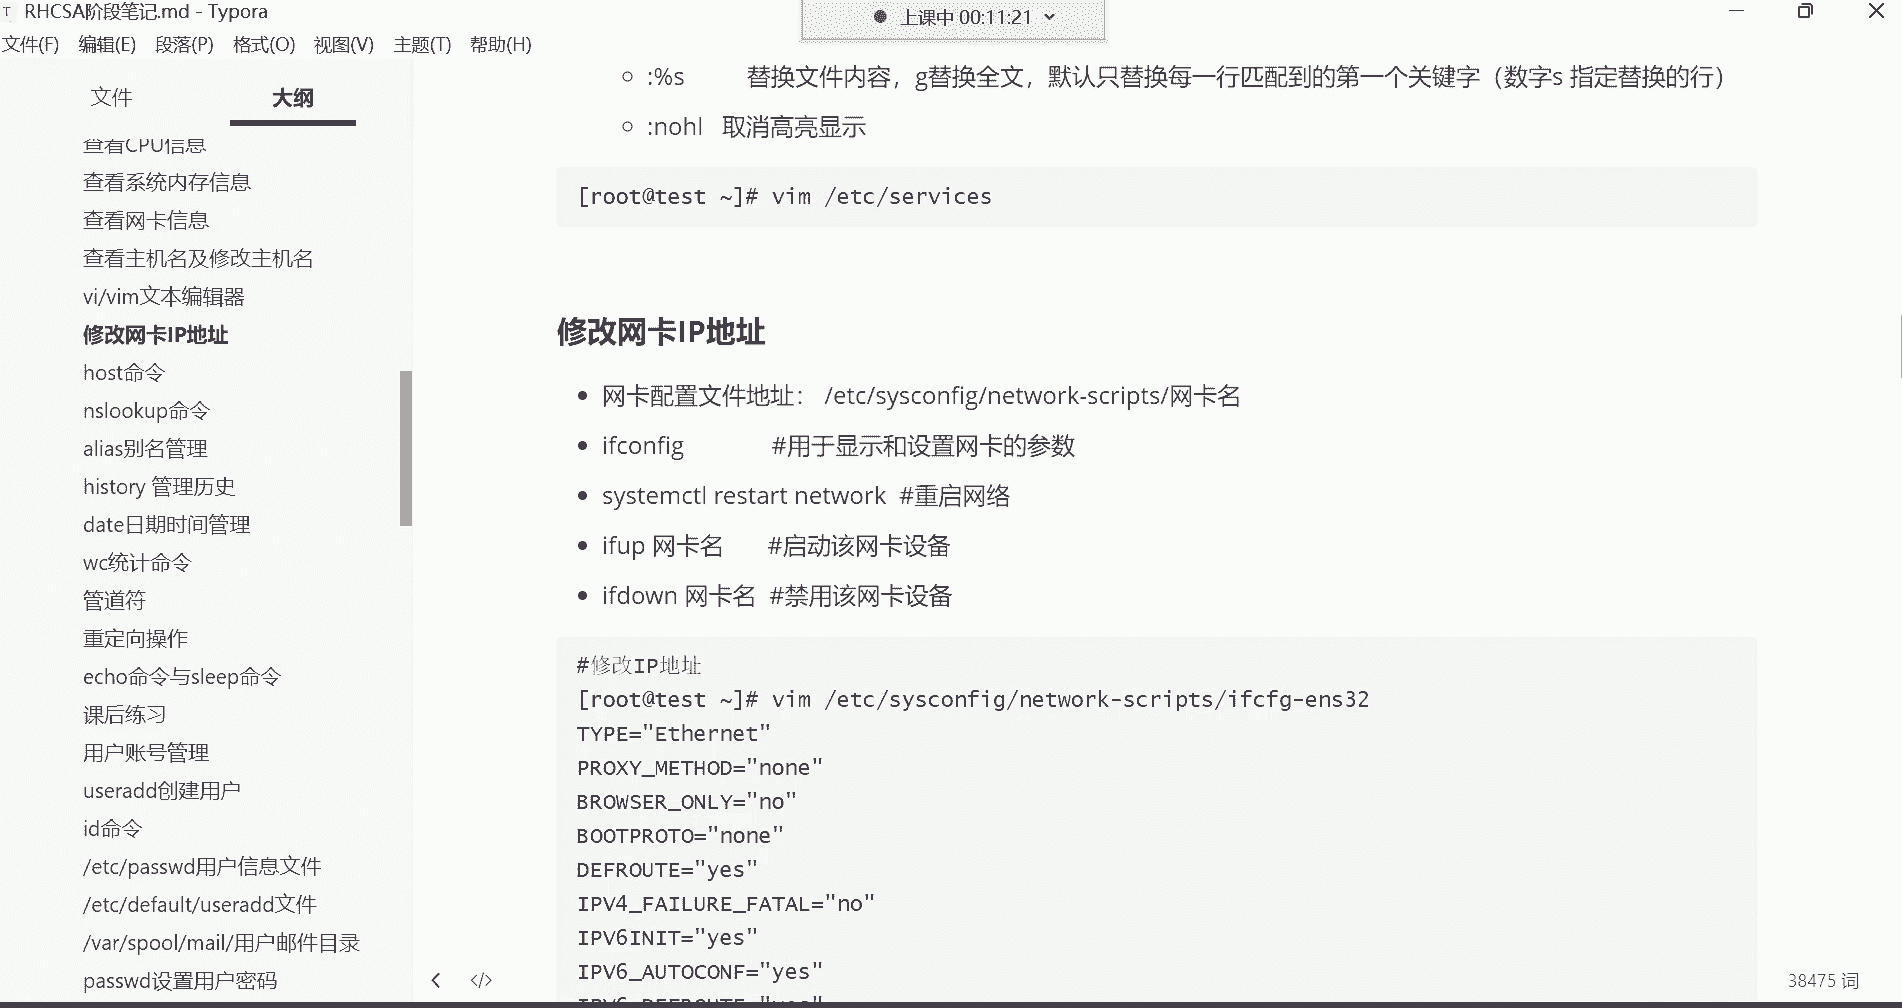 RHCSA阶段笔记.md - Typora
上课中 00:11:21
文件(F) 编辑(E) 段落(P) 格式(O) 视图(V) 主题(T) 帮助(H)
文件 大纲
查看CPU信息
查看系统内存信息
查看网卡信息
查看主机名及修改主机名
vi/vim文本编辑器
修改网卡IP地址
host命令
nslookup命令
alias别名管理
history 管理历史
date日期时间管理
wc统计命令
管道符
重定向操作
echo命令与sleep命令
课后练习
用户账号管理
useradd创建用户
id命令
/etc/passwd用户信息文件
/etc/default/useradd文件
/var/spool/mail/用户邮件目录
passwd设置用户密码
:%s 替换文件内容，g替换全文，默认只替换每一行匹配到的第一个关键字（数字s 指定替换的行）
:nohl 取消高亮显示
[root@test ~]# vim /etc/services
修改网卡IP地址
网卡配置文件地址： /etc/sysconfig/network-scripts/网卡名
ifconfig #用于显示和设置网卡的参数
systemctl restart network #重启网络
ifup 网卡名 #启动该网卡设备
ifdown 网卡名 #禁用该网卡设备
#修改IP地址
[root@test ~]# vim /etc/sysconfig/network-scripts/ifcfg-ens32
TYPE="Ethernet"
PROXY_METHOD="none"
BROWSER_ONLY="no"
BOOTPROTO="none"
DEFROUTE="yes"
IPV4_FAILURE_FATAL="no"
IPV6INIT="yes"
IPV6_AUTOCONF="yes"
IPV6_DEFROUTE="yes"
38475 词